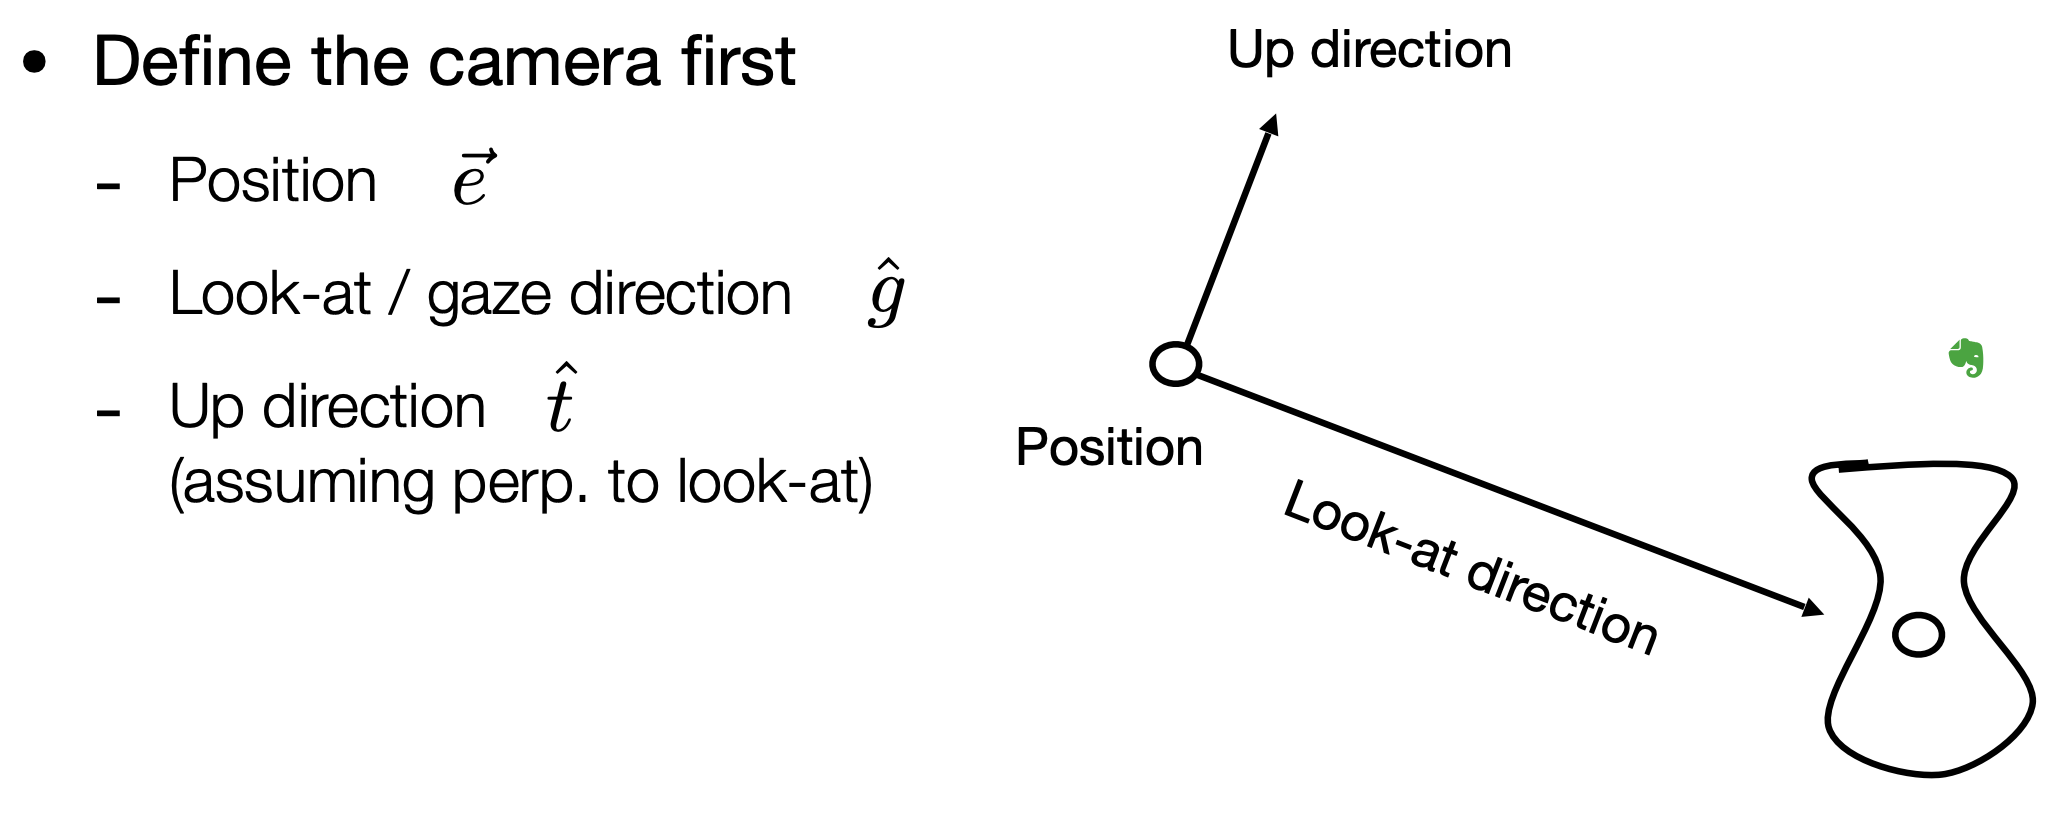 • Define the camera first
- Position $\vec{e}$
- Look-at / gaze direction $\hat{g}$
- Up direction $\hat{t}$
(assuming perp. to look-at)
Up direction
Position
Look-at direction